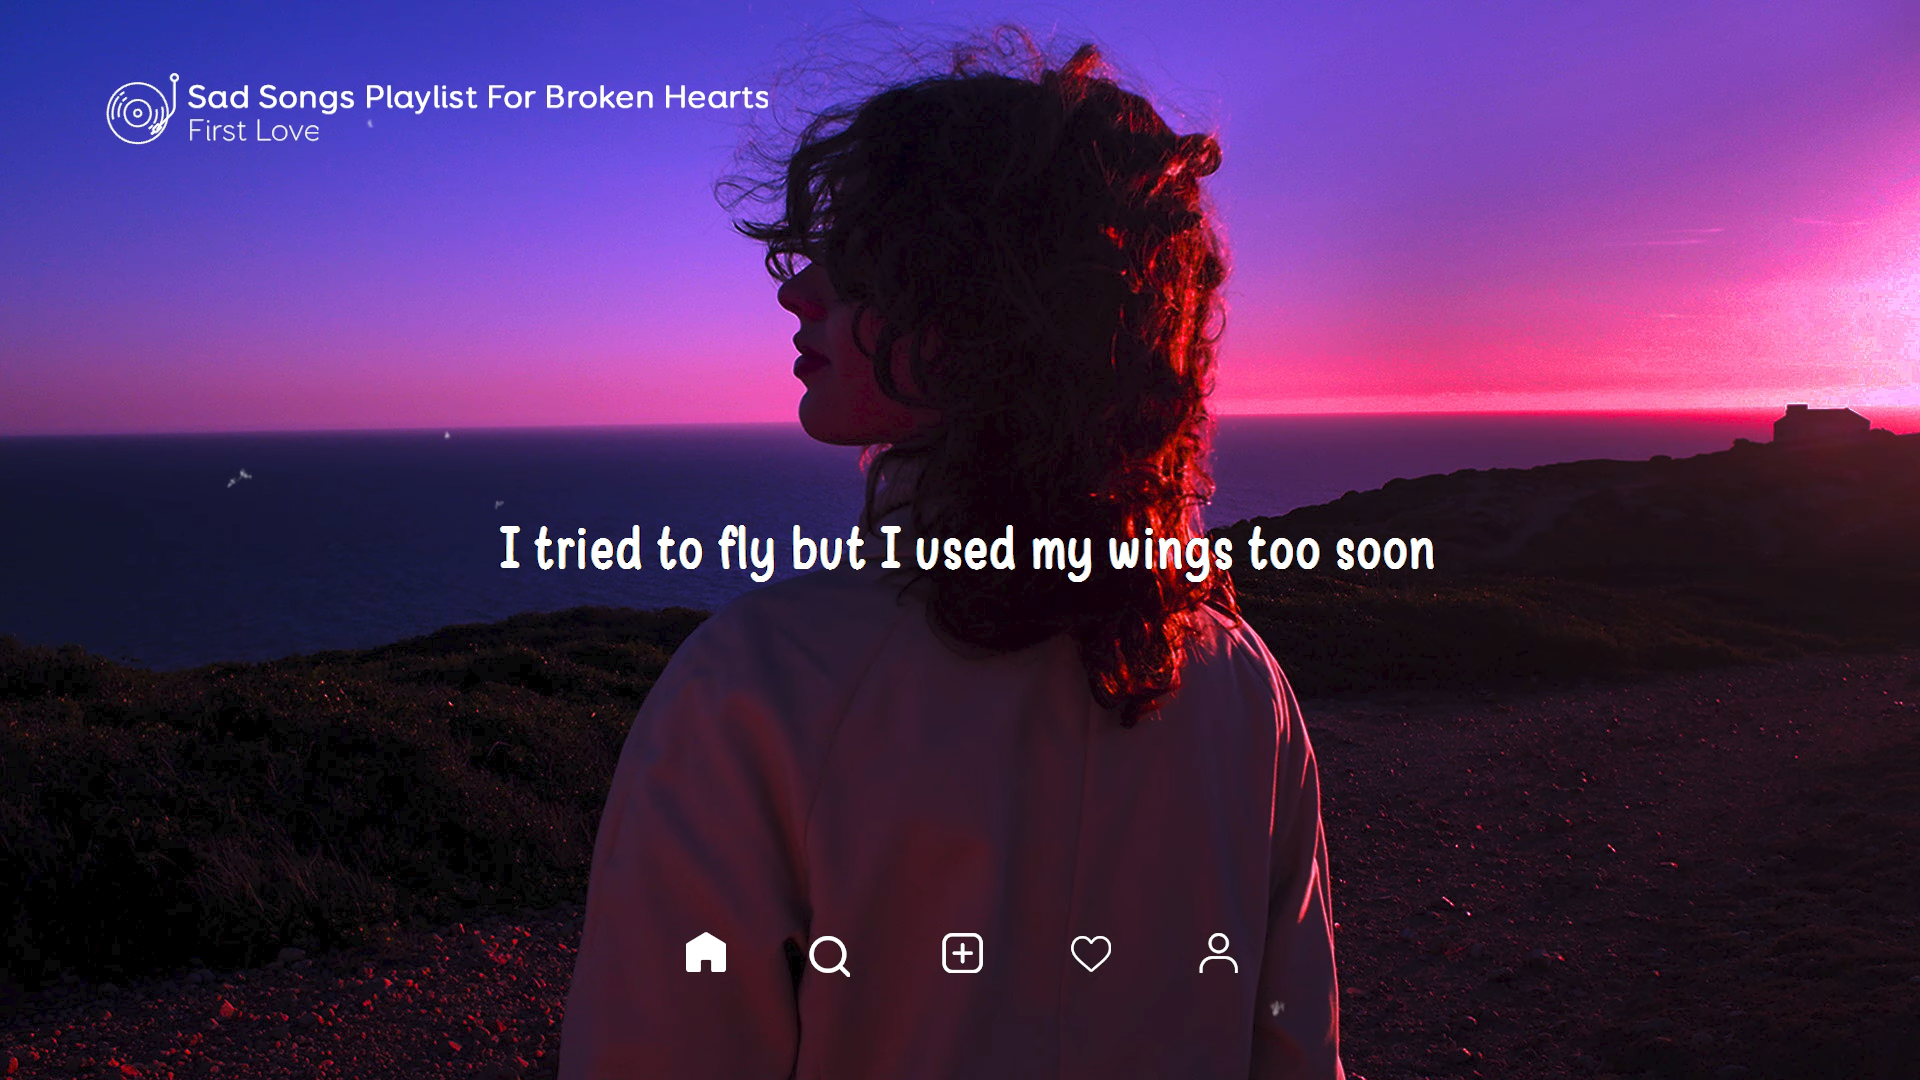 Sad Songs Playlist For Broken Hearts
First Love
I tried to fly but I used my wings too soon